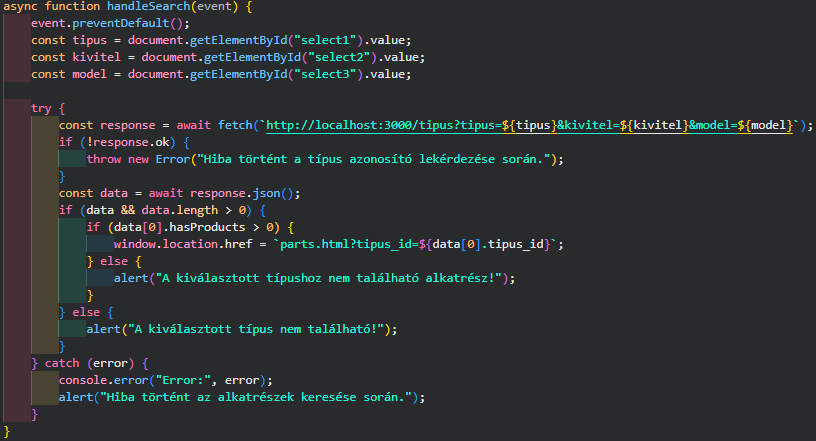 async function handleSearch(event) {
    event.preventDefault();
    const tipus = document.getElementById("select1").value;
    const kivitel = document.getElementById("select2").value;
    const model = document.getElementById("select3").value;

    try {
        const response = await fetch(`http://localhost:3000/tipus?tipus=${tipus}&kivitel=${kivitel}&model=${model}`);
        if (!response.ok) {
            throw new Error("Hiba történt a típus azonosító lekérdezése során.");
        }
        const data = await response.json();
        if (data && data.length > 0) {
            if (data[0].hasProducts > 0) {
                window.location.href = `parts.html?tipus_id=${data[0].tipus_id}`;
            } else {
                alert("A kiválasztott típushoz nem található alkatrész!");
            }
        } else {
            alert("A kiválasztott típus nem található!");
        }
    } catch (error) {
        console.error("Error:", error);
        alert("Hiba történt az alkatrészek keresése során.");
    }
}